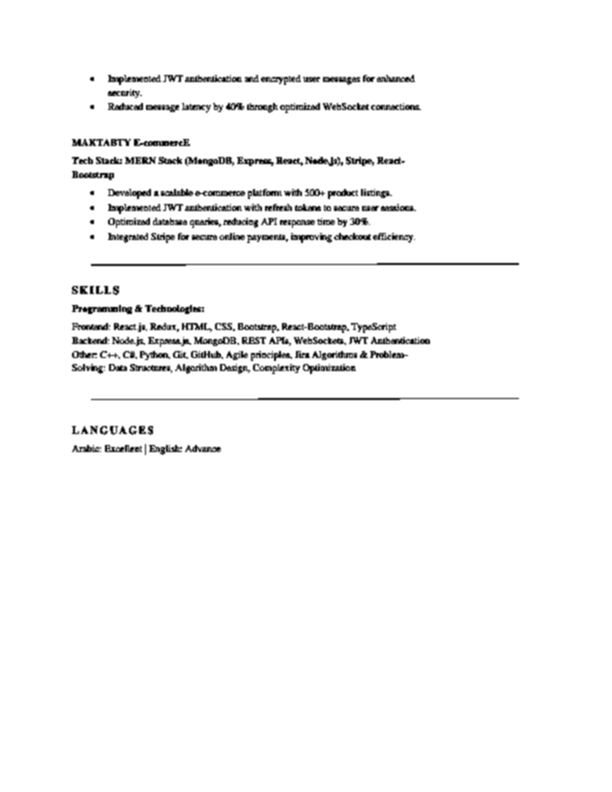 • Implemented JWT authentication and encrypted user messages for enhanced
security.
• Reduced message latency by 40% through optimized WebSocket connections.
MAKTABTY E-commercE
Tech Stack: MERN Stack (MongoDB, Express, React, Node.js), Stripe, React-
Bootstrap
• Developed a scalable e-commerce platform with 500+ product listings.
• Implemented JWT authentication with refresh tokens to secure user sessions.
• Optimized database queries, reducing API response time by 30%.
• Integrated Stripe for secure online payments, improving checkout efficiency.
SKILLS
Programming & Technologies:
Frontend: React.js, Redux, HTML, CSS, Bootstrap, React-Bootstrap, TypeScript
Backend: Node.js, Express.js, MongoDB, REST APIs, WebSockets, JWT Authentication
Other: C++, C#, Python, Git, GitHub, Agile principles, Jira Algorithms & Problem-
Solving: Data Structures, Algorithm Design, Complexity Optimization
LANGUAGES
Arabic: Excellent | English: Advance